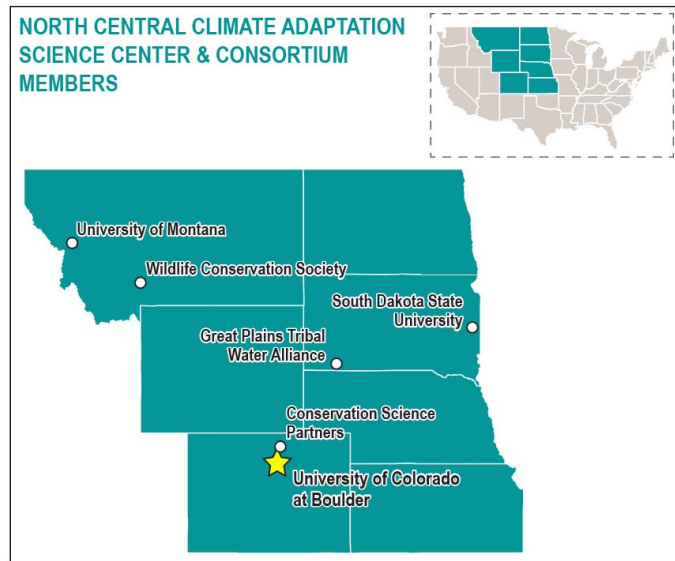 NORTH CENTRAL CLIMATE ADAPTATION
SCIENCE CENTER & CONSORTIUM
MEMBERS
University of Montana
Wildlife Conservation Society
South Dakota State
University
Great Plains Tribal
Water Alliance
Conservation Science
Partners
University of Colorado
at Boulder